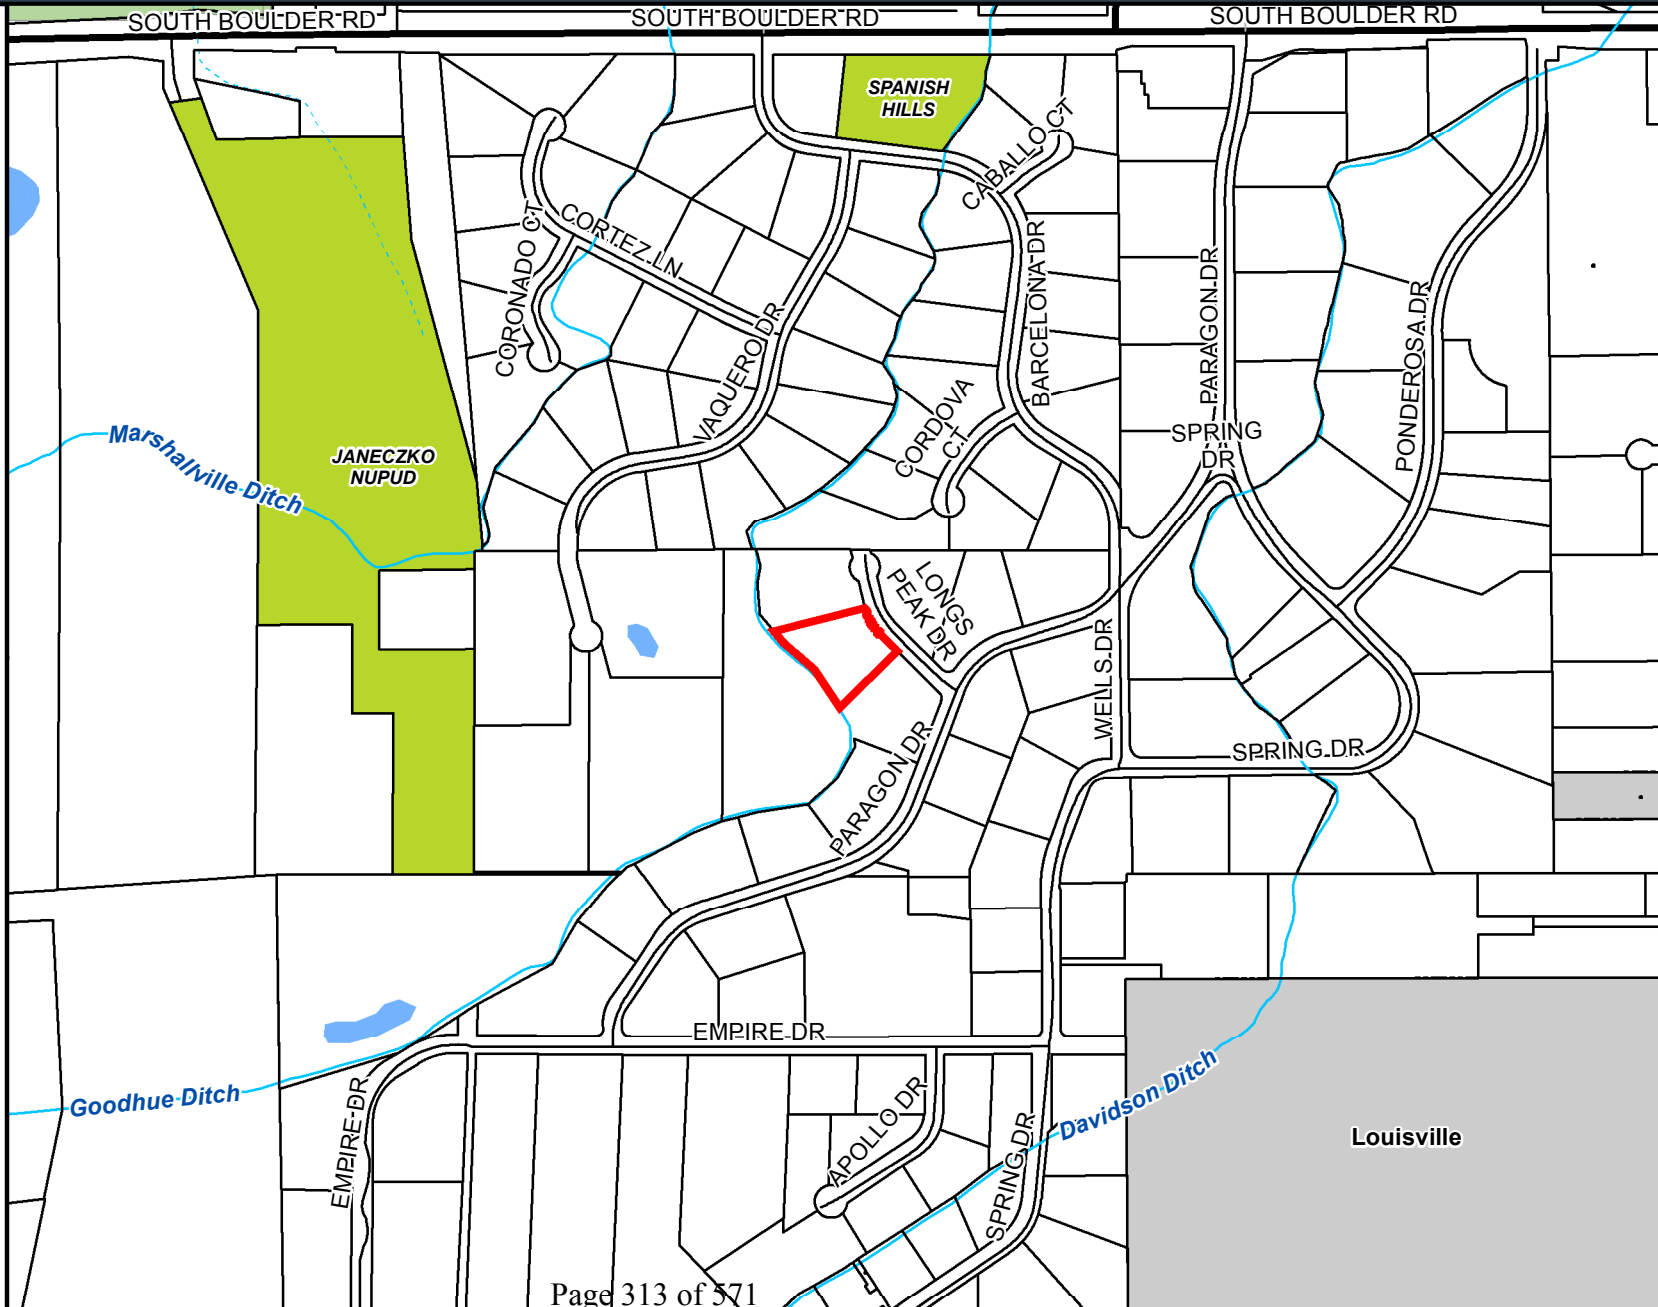 SOUTH BOULDER RD
SOUTH BOULDER RD
SOUTH BOULDER RD
SPANISH
HILLS
CABALLO CT
CORTEZ LN
CORONADO CT
BARCELONA DR
PARAGON DR
PONDEROSA DR
VAQUERO DR
CORDOVA
CT
SPRING
DR
Marshallville Ditch
JANECZKO
NUPUD
LONGS
PEAK DR
WELLS DR
PARAGON DR
SPRING DR
EMPIRE DR
Goodhue Ditch
EMPIRE DR
APOLLO DR
SPRING DR
Davidson Ditch
Louisville
Page 313 of 571